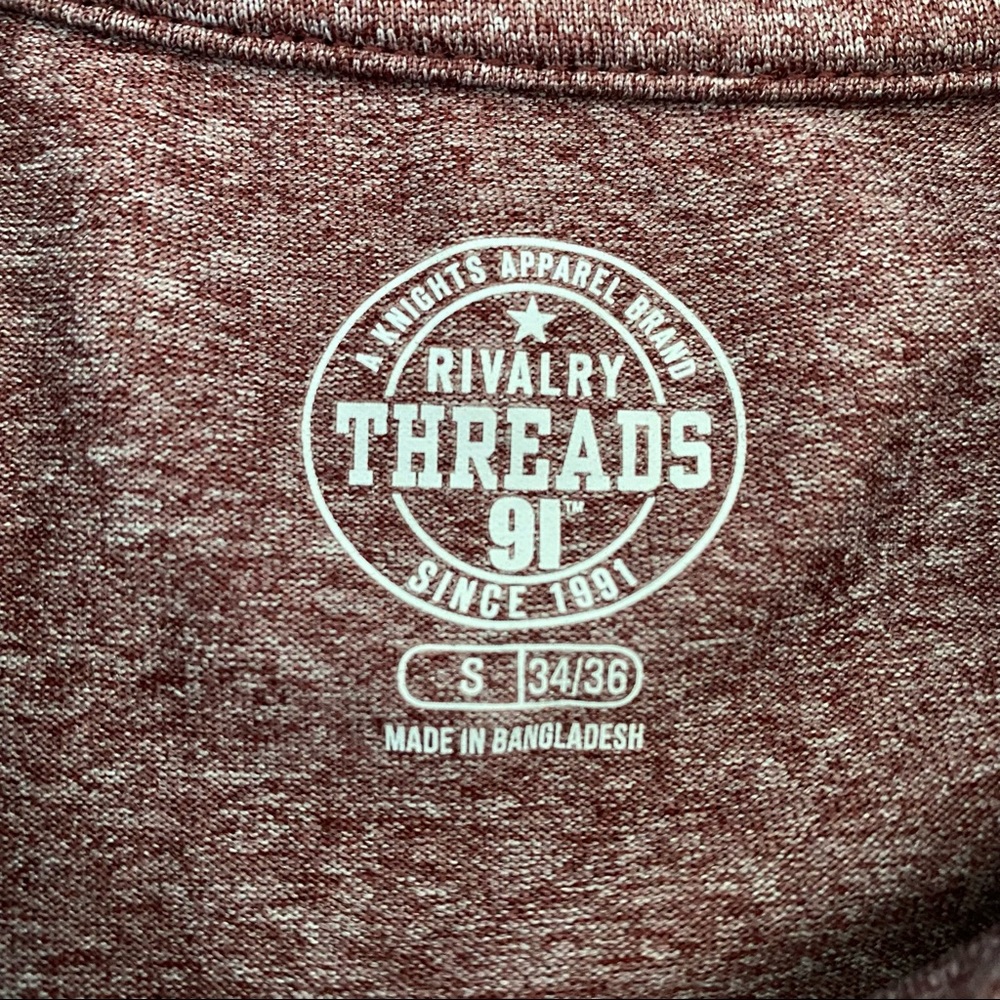 A KNIGHTS APPAREL BRAND
RIVALRY
THREADS
91™
SINCE 1991
S 34/36
MADE IN BANGLADESH